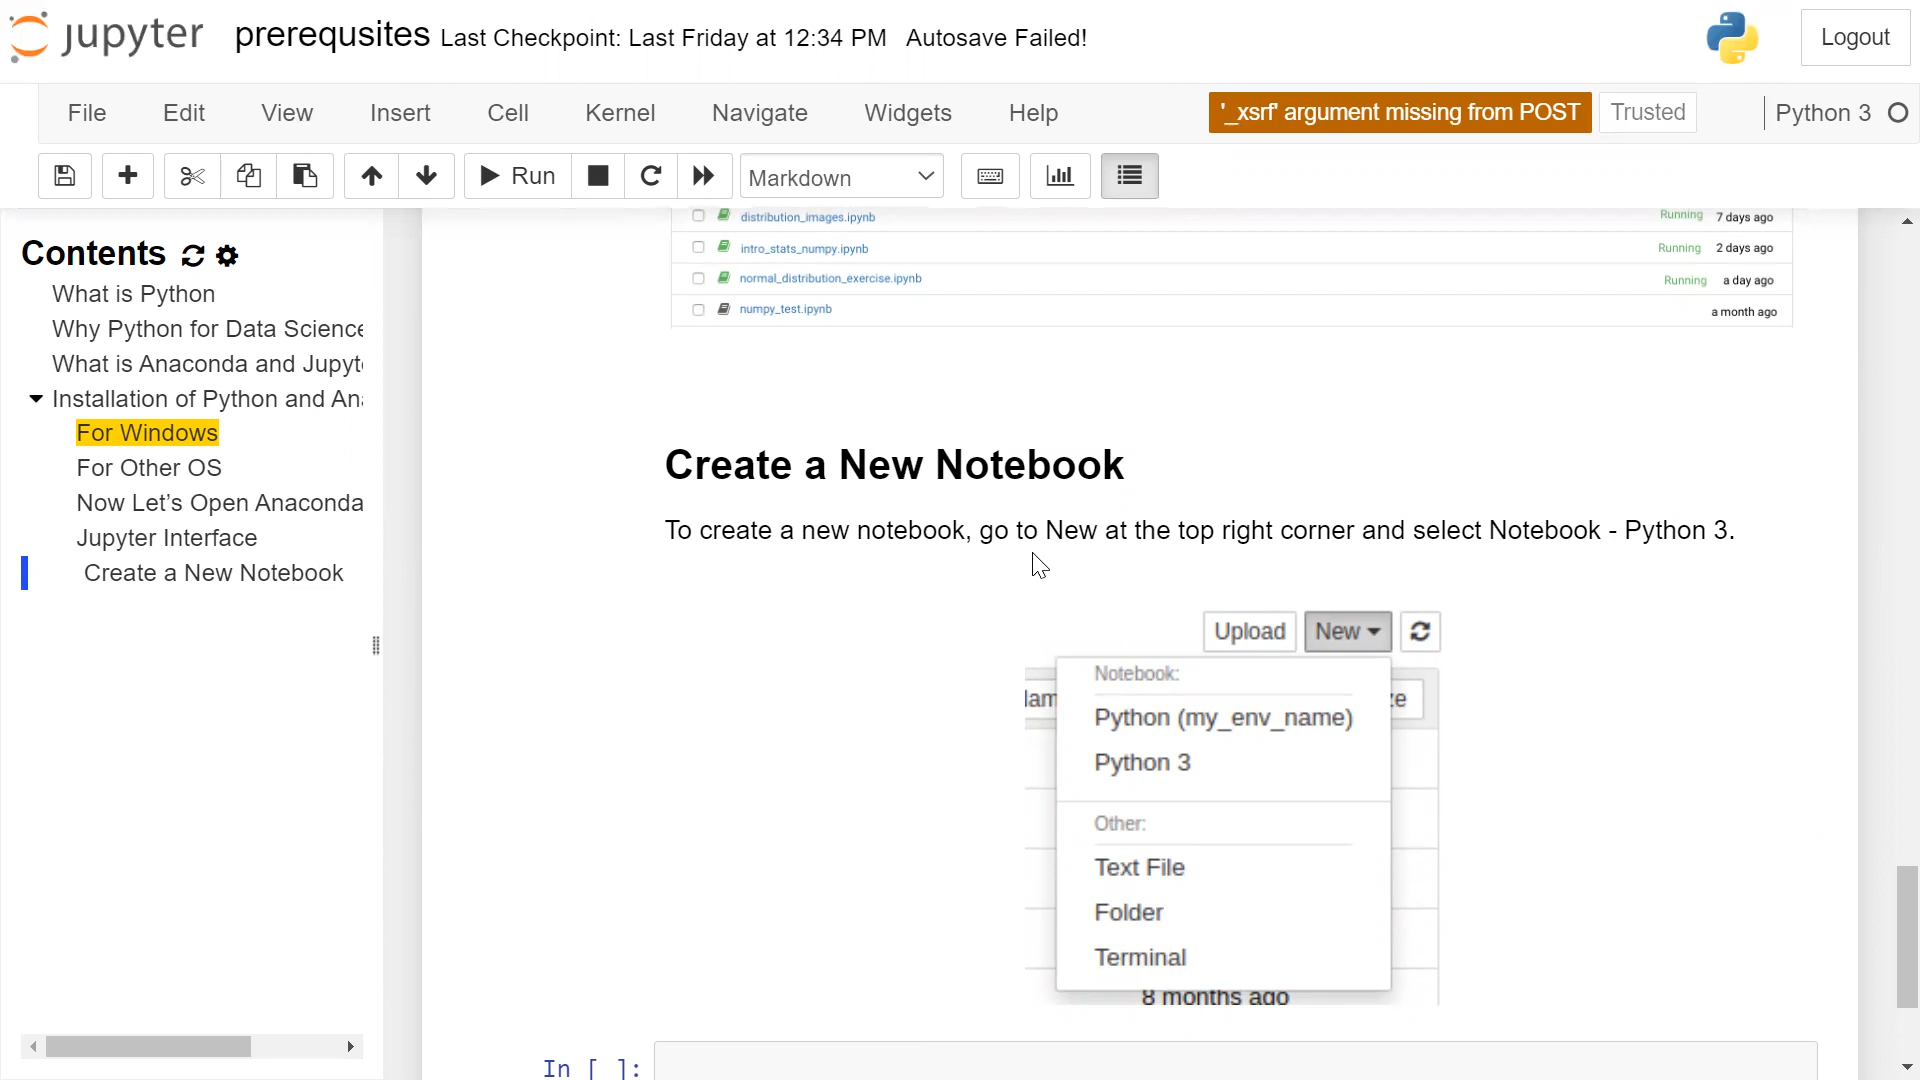 jupyter prerequsites Last Checkpoint: Last Friday at 12:34 PM Autosave Failed! Logout
File Edit View Insert Cell Kernel Navigate Widgets Help '_xsrf' argument missing from POST Trusted Python 3
Run Markdown
Contents
What is Python
Why Python for Data Science
What is Anaconda and Jupyt
Installation of Python and An
For Windows
For Other OS
Now Let's Open Anaconda
Jupyter Interface
Create a New Notebook
distribution_images.ipynb Running 7 days ago
intro_stats_numpy.ipynb Running 2 days ago
normal_distribution_exercise.ipynb Running a day ago
numpy_test.ipynb a month ago
Create a New Notebook
To create a new notebook, go to New at the top right corner and select Notebook - Python 3.
Upload New
Notebook:
Python (my_env_name)
Python 3
Other:
Text File
Folder
Terminal
8 months ago
In [ ]: